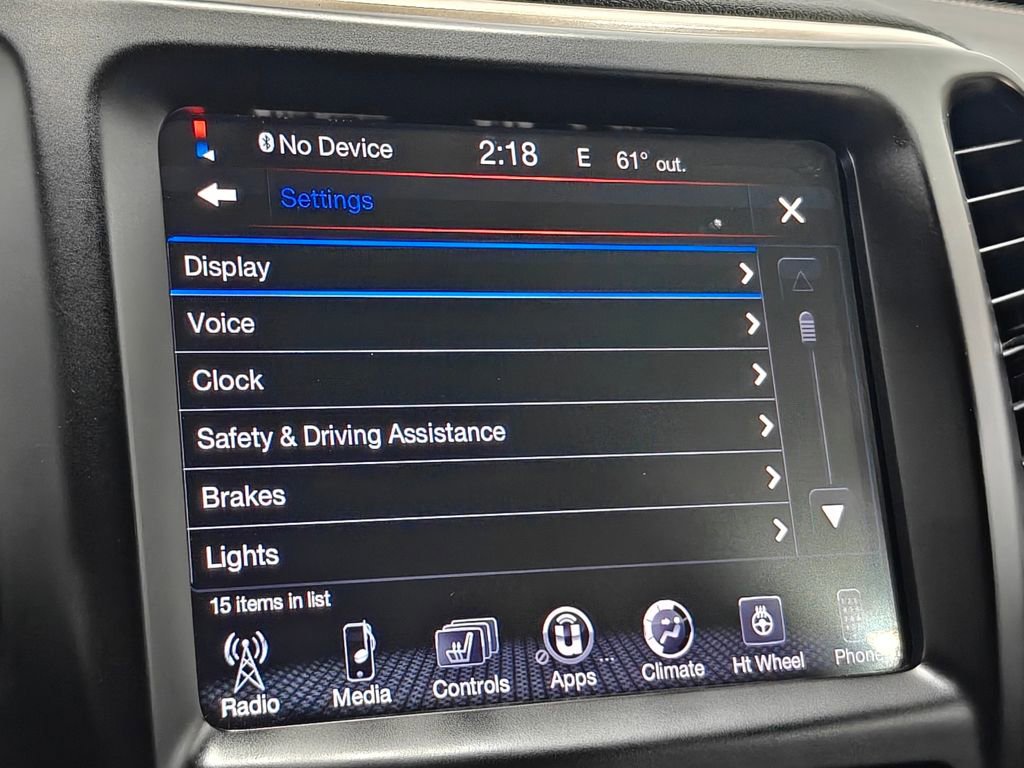 No Device 2:18 E 61° out.
Settings
Display
Voice
Clock
Safety & Driving Assistance
Brakes
Lights
15 items in list
Radio Media Controls Apps ... Climate Ht Wheel Phone